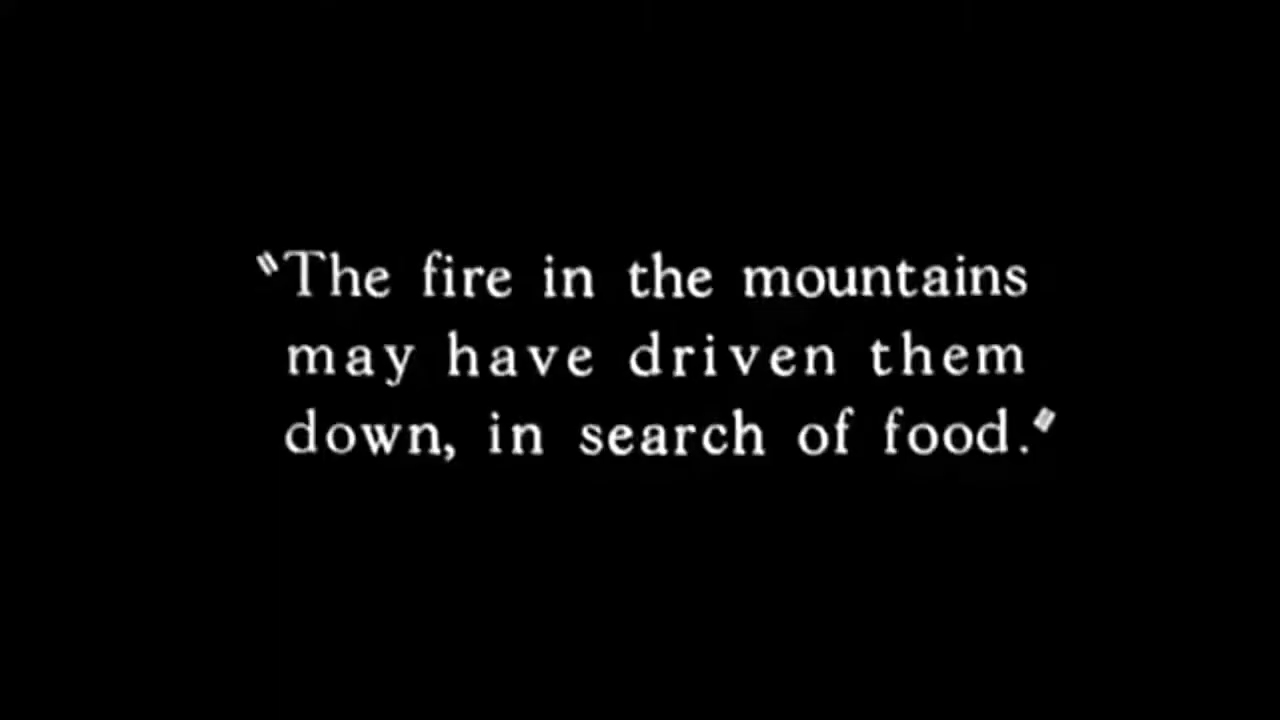 "The fire in the mountains
may have driven them
down, in search of food."